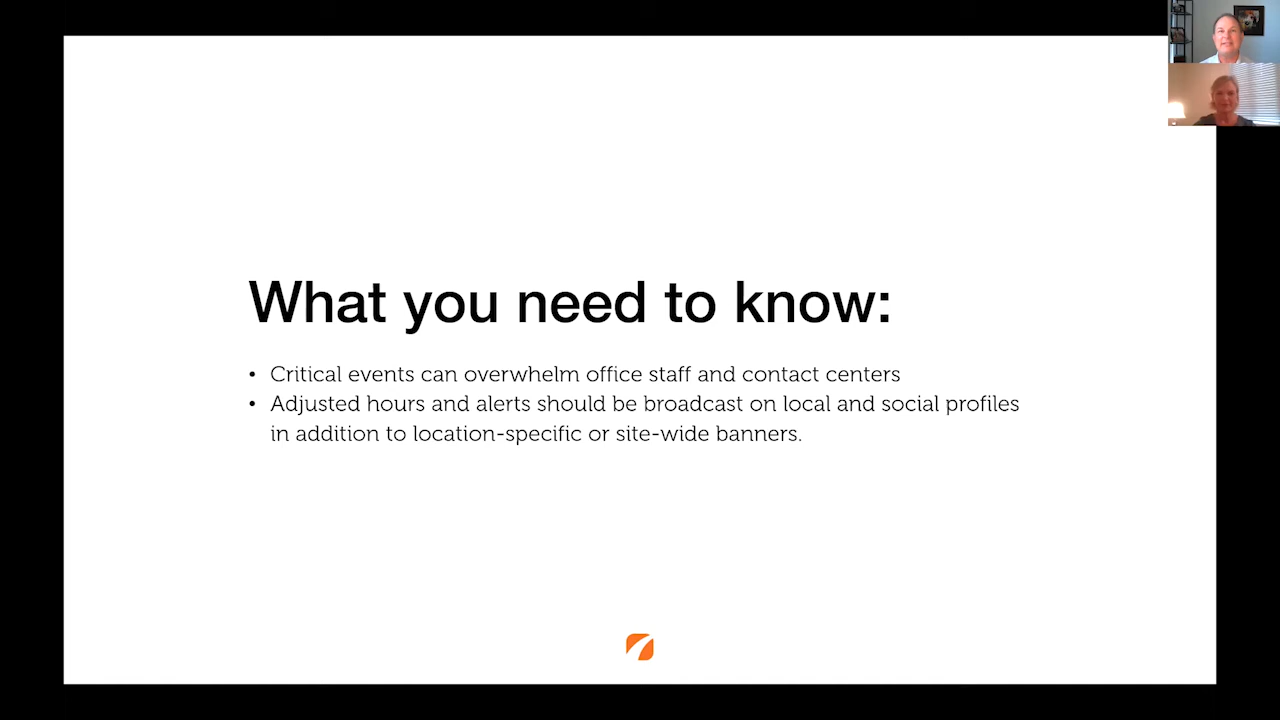 What you need to know:
• Critical events can overwhelm office staff and contact centers
• Adjusted hours and alerts should be broadcast on local and social profiles
in addition to location-specific or site-wide banners.